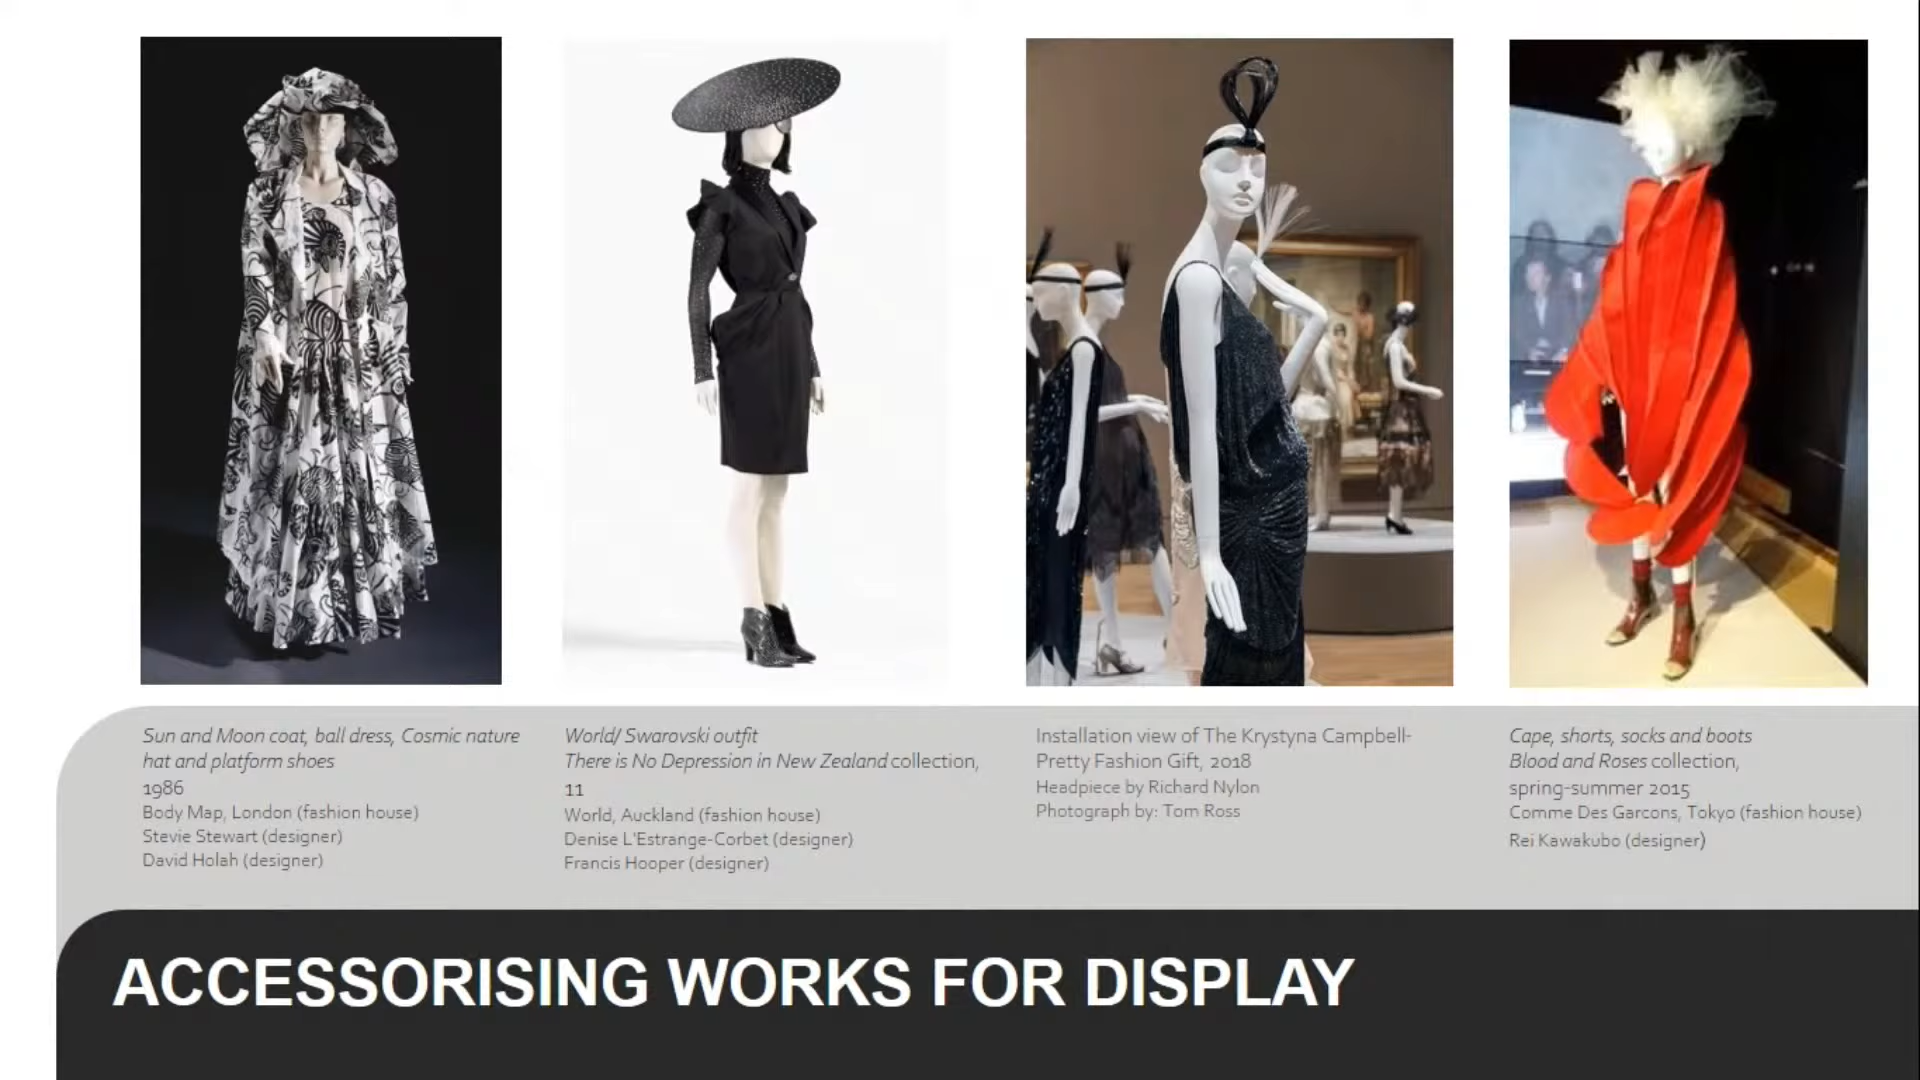 Sun and Moon coat, ball dress, Cosmic nature
hat and platform shoes
1986
Body Map, London (fashion house)
Stevie Stewart (designer)
David Holah (designer)
World/ Swarovski outfit
There is No Depression in New Zealand collection,
11
World, Auckland (fashion house)
Denise L'Estrange-Corbet (designer)
Francis Hooper (designer)
Installation view of The Krystyna Campbell-
Pretty Fashion Gift, 2018
Headpiece by Richard Nylon
Photograph by: Tom Ross
Cape, shorts, socks and boots
Blood and Roses collection,
spring-summer 2015
Comme Des Garcons, Tokyo (fashion house)
Rei Kawakubo (designer)
ACCESSORISING WORKS FOR DISPLAY